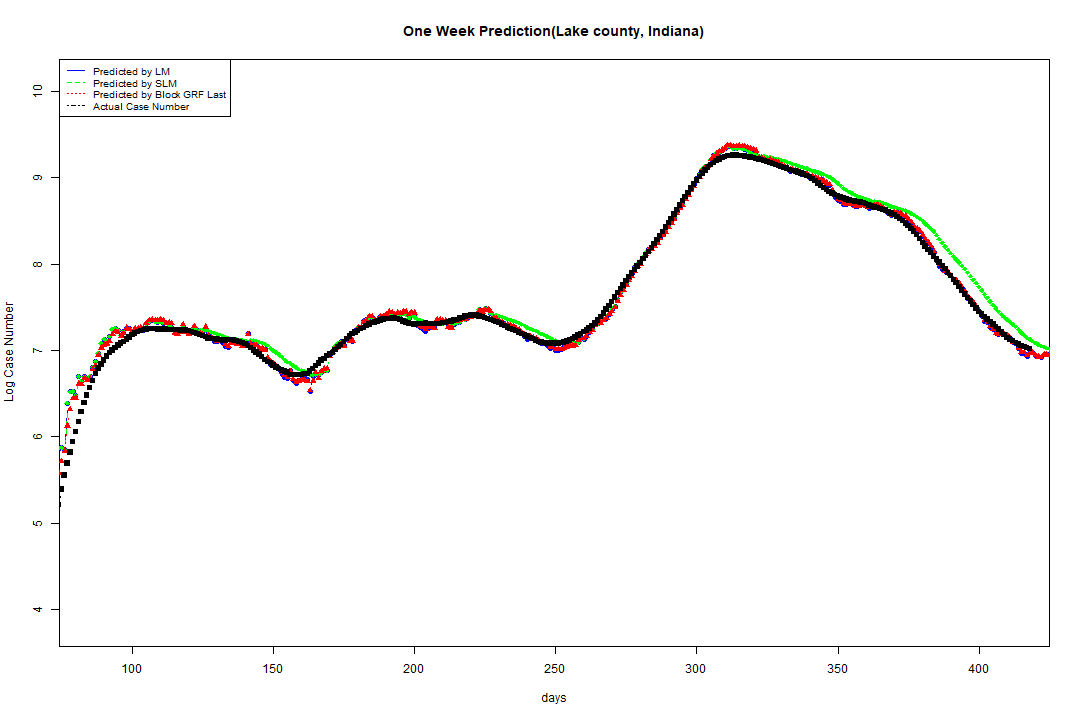 One Week Prediction(Lake county, Indiana)
Predicted by LM
Predicted by SLM
Predicted by Block GRF Last
Actual Case Number
10
9
8
7
6
5
4
Log Case Number
100 150 200 250 300 350 400
days